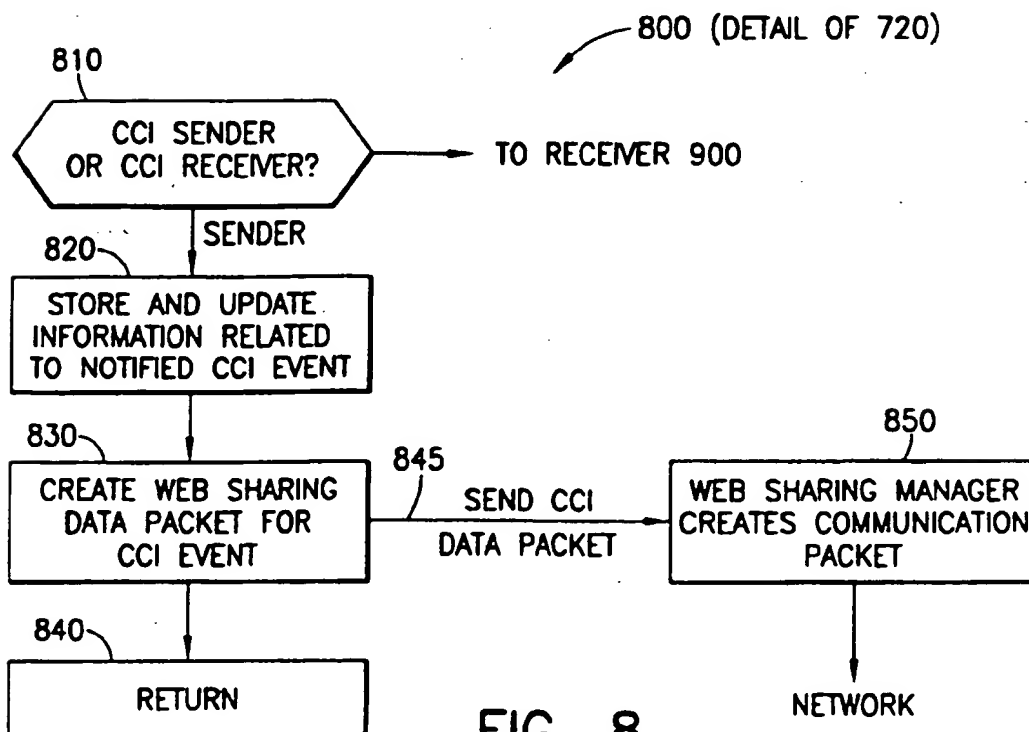 800 (DETAIL OF 720)
810
CCI SENDER
OR CCI RECEIVER?
TO RECEIVER 900
SENDER
820
STORE AND UPDATE
INFORMATION RELATED
TO NOTIFIED CCI EVENT
830
CREATE WEB SHARING
DATA PACKET FOR
CCI EVENT
845
SEND CCI
DATA PACKET
850
WEB SHARING MANAGER
CREATES COMMUNICATION
PACKET
840
RETURN
NETWORK
FIG. 8